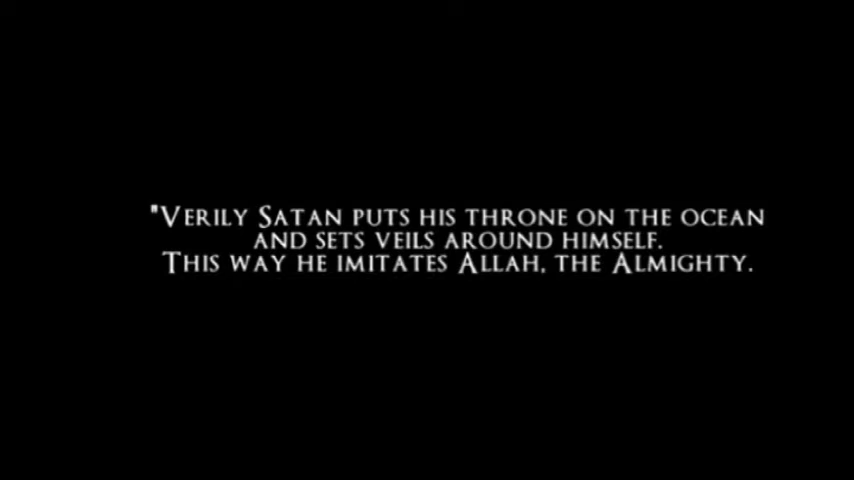 "Verily Satan puts his throne on the ocean
and sets veils around himself.
This way he imitates Allah, the Almighty.